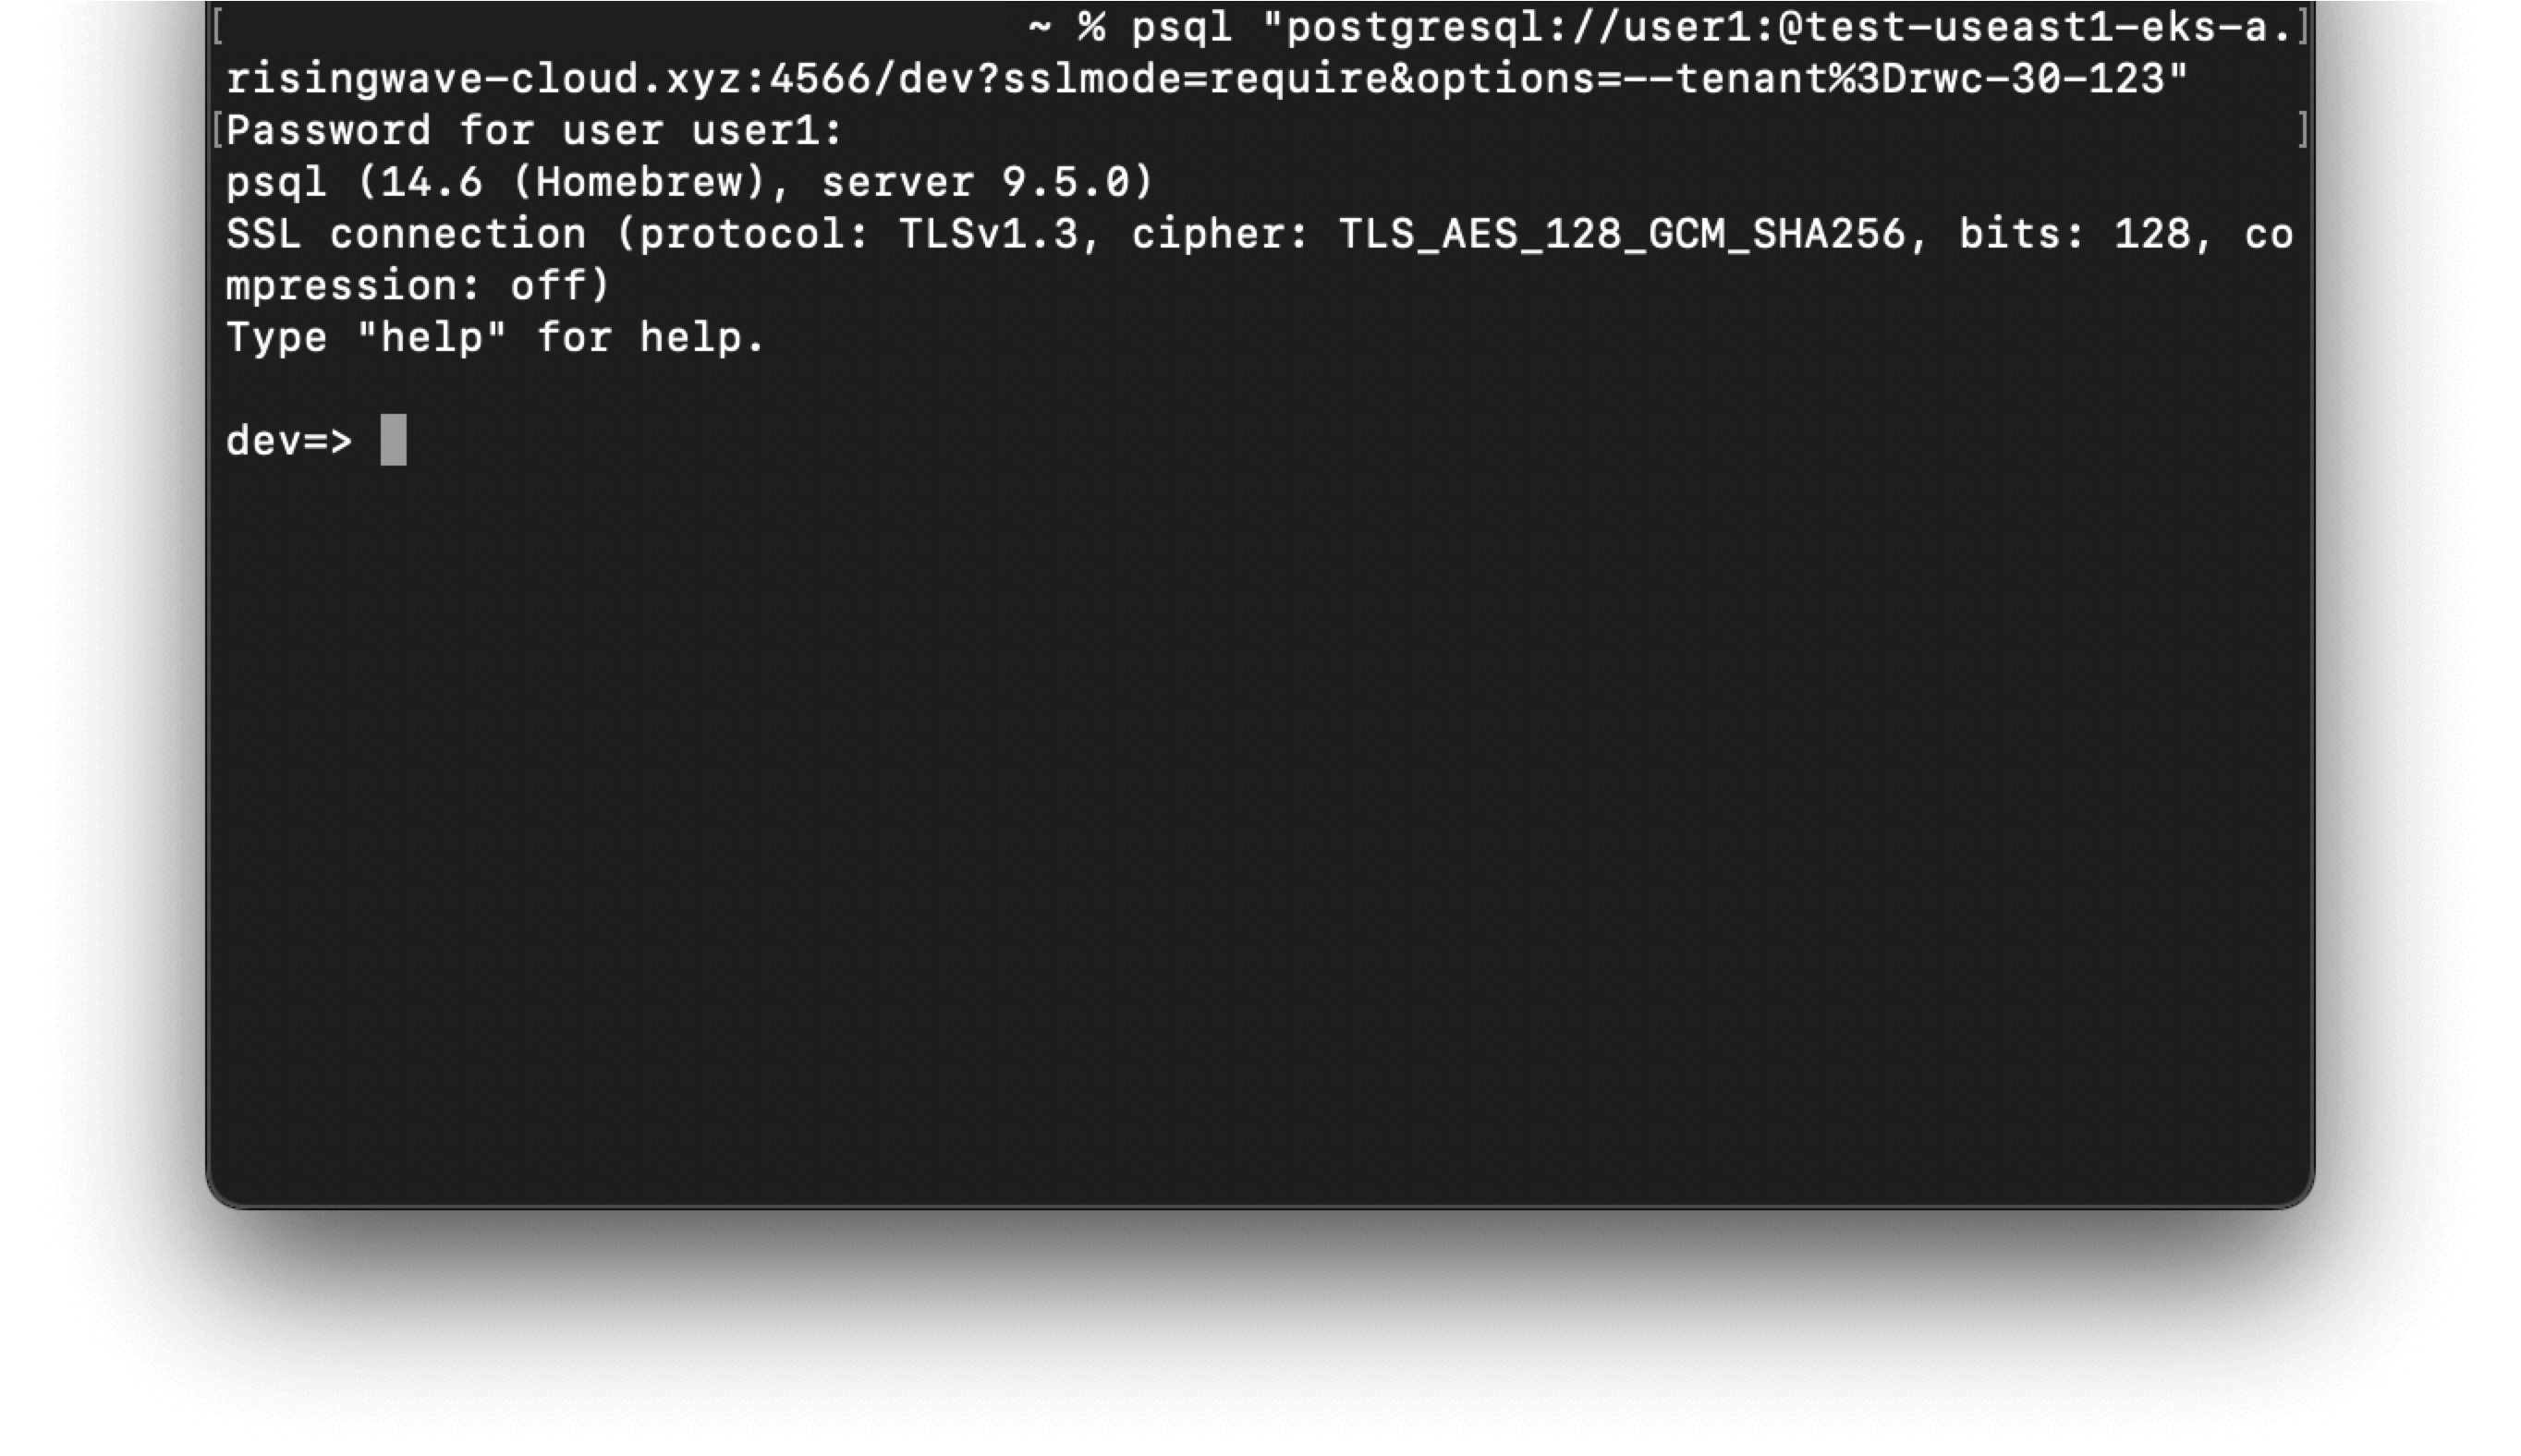 [ ~ % psql "postgresql://user1:@test-useast1-eks-a.]
risingwave-cloud.xyz:4566/dev?sslmode=require&options=--tenant%3Drwc-30-123"
[Password for user user1: ]
psql (14.6 (Homebrew), server 9.5.0)
SSL connection (protocol: TLSv1.3, cipher: TLS_AES_128_GCM_SHA256, bits: 128, co
mpression: off)
Type "help" for help.
dev=>